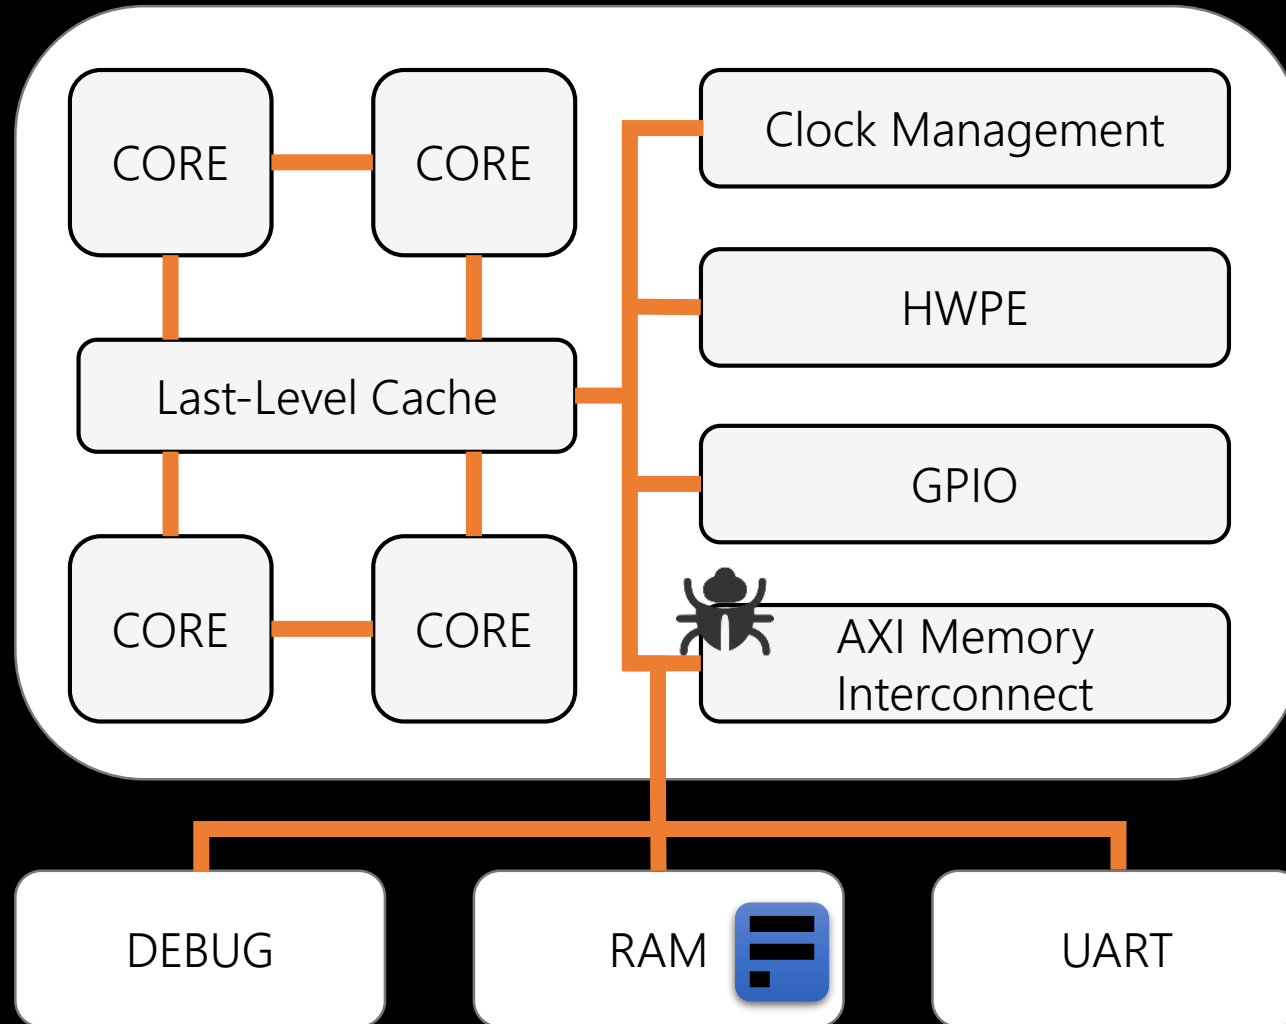 CORE
CORE
Clock Management
HWPE
Last-Level Cache
GPIO
CORE
CORE
AXI Memory
Interconnect
DEBUG
RAM
UART